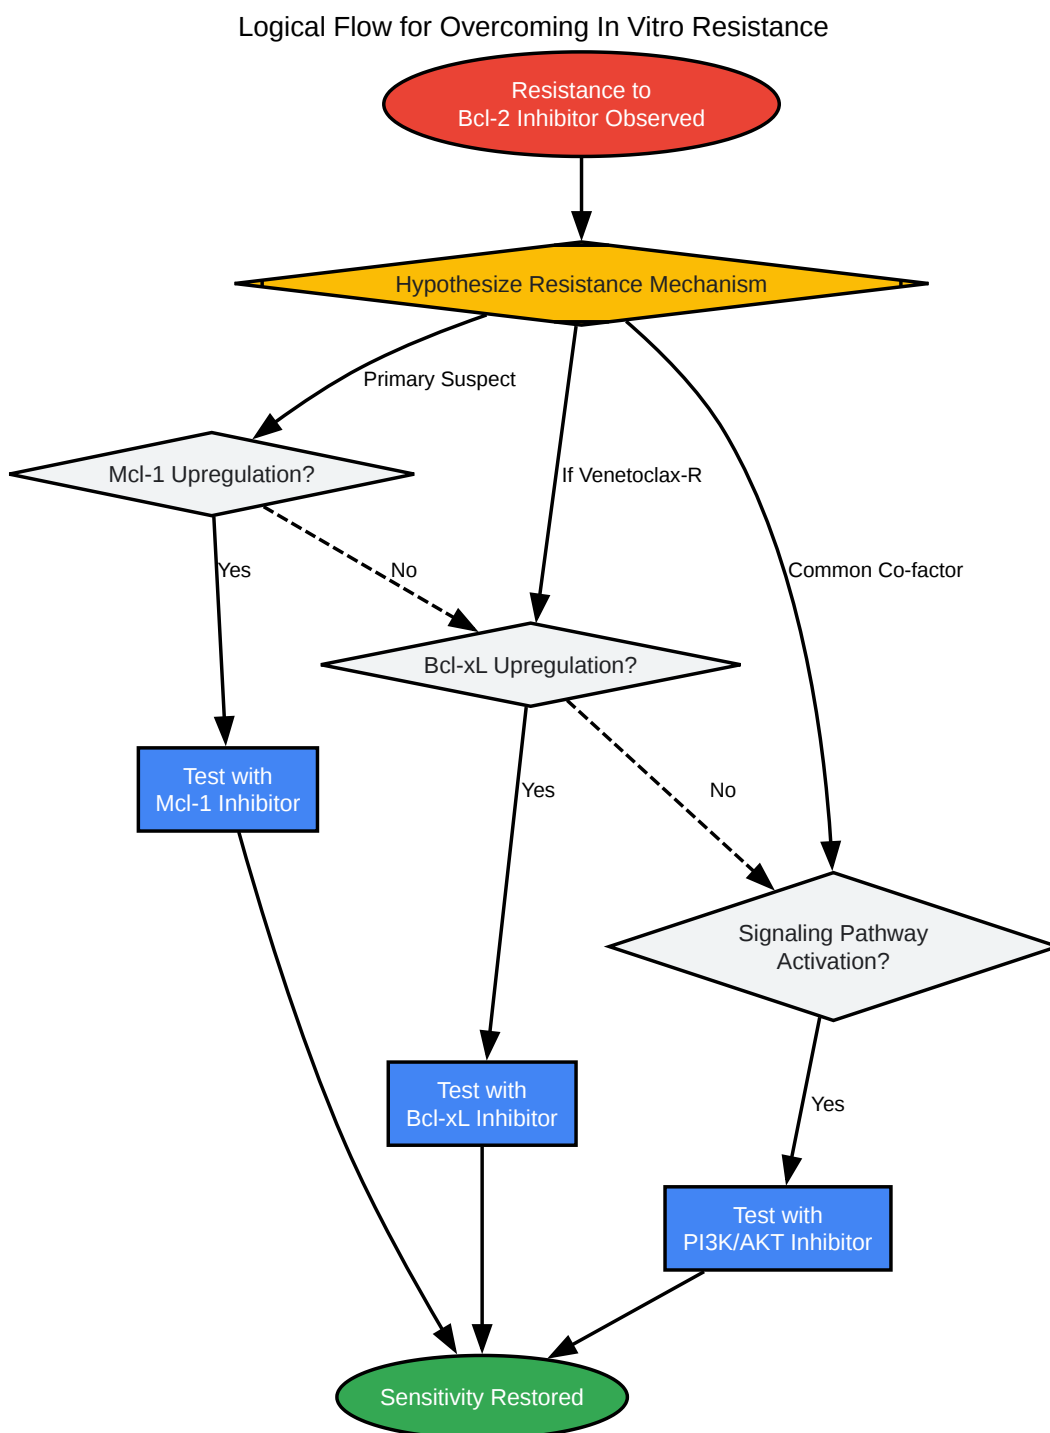 Logical Flow for Overcoming In Vitro Resistance
Resistance to
Bcl-2 Inhibitor Observed
Hypothesize Resistance Mechanism
Primary Suspect
Mcl-1 Upregulation?
If Venetoclax-R
Yes
No
Common Co-factor
Bcl-xL Upregulation?
Test with
Mcl-1 Inhibitor
Yes
No
Signaling Pathway
Activation?
Test with
Bcl-xL Inhibitor
Yes
Test with
PI3K/AKT Inhibitor
Sensitivity Restored